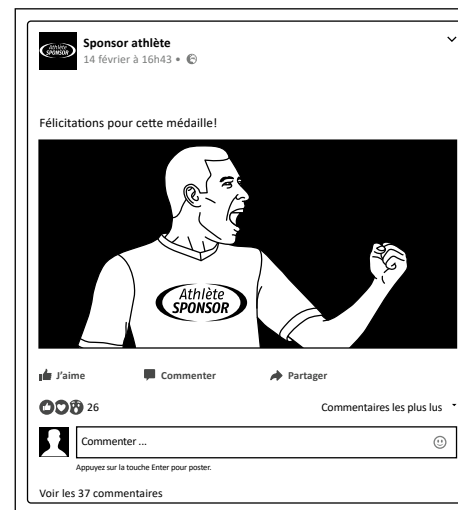 Athlète
SPONSOR
Sponsor athlète
14 février à 16h43 •
Félicitations pour cette médaille!
Athlète
SPONSOR
J'aime
Commenter
Partager
26
Commentaires les plus lus
Commenter ...
Appuyez sur la touche Enter pour poster.
Voir les 37 commentaires